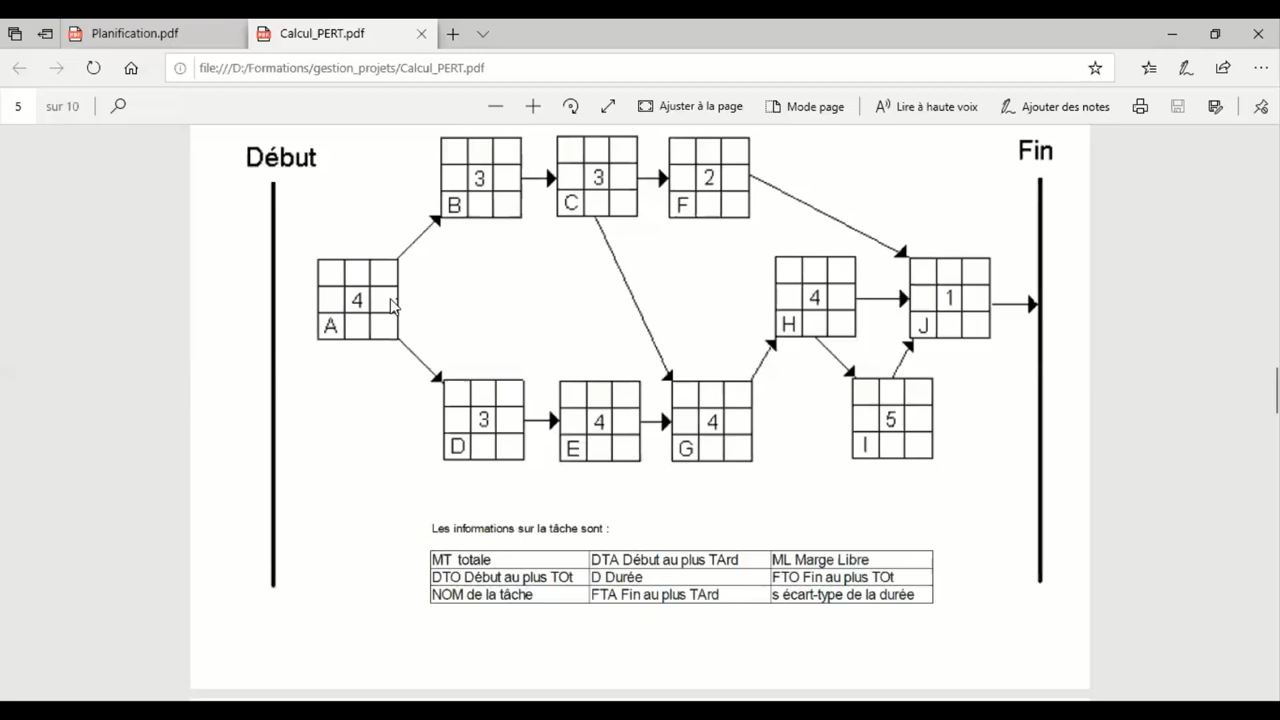 Planification.pdf
Calcul_PERT.pdf
file:///D:/Formations/gestion_projets/Calcul_PERT.pdf
5 sur 10
Ajuster à la page
Mode page
Lire à haute voix
Ajouter des notes
Début
Fin
3
B
3
C
2
F
4
A
4
H
1
J
3
D
4
E
4
G
5
I
Les informations sur la tâche sont :
MT totale DTA Début au plus TArd ML Marge Libre
DTO Début au plus TOt D Durée FTO Fin au plus TOt
NOM de la tâche FTA Fin au plus TArd s écart-type de la durée